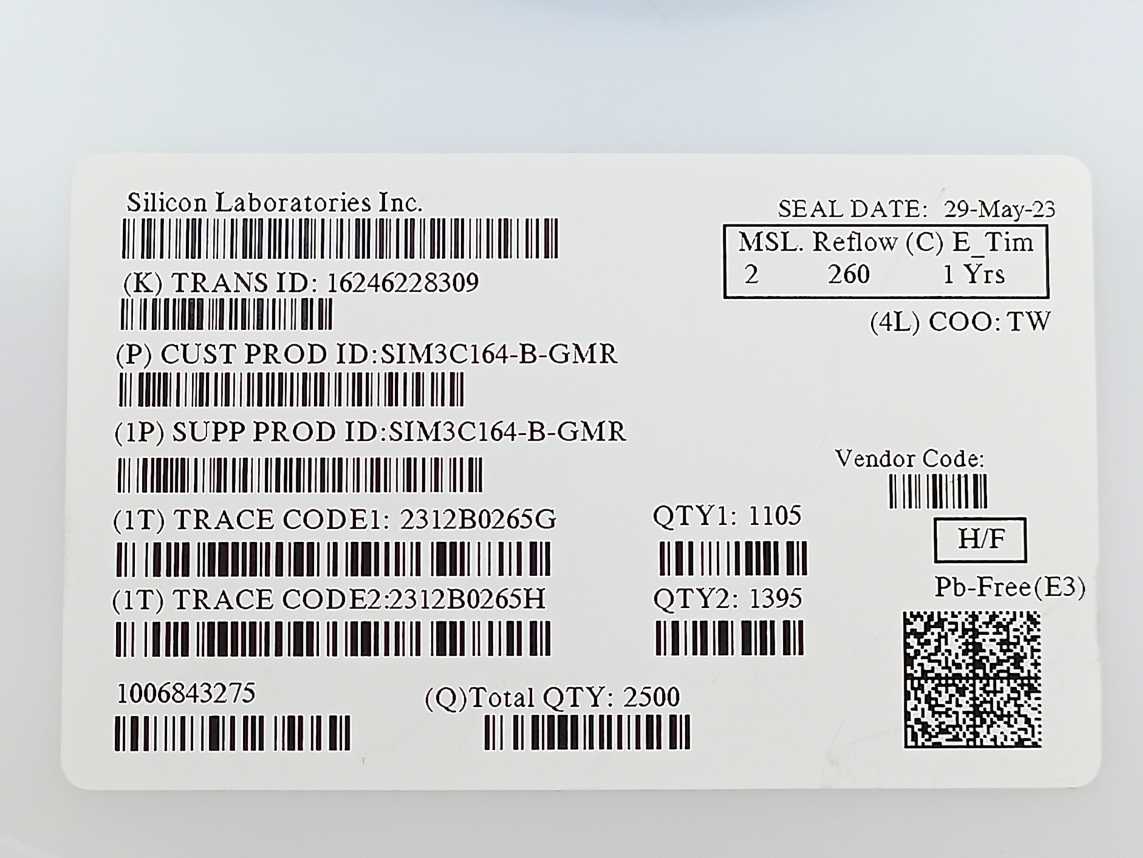 Silicon Laboratories Inc.
SEAL DATE: 29-May-23
MSL. Reflow (C) E_Tim
2 260 1 Yrs
(K) TRANS ID: 16246228309
(4L) COO: TW
(P) CUST PROD ID:SIM3C164-B-GMR
(1P) SUPP PROD ID:SIM3C164-B-GMR
Vendor Code:
(1T) TRACE CODE1: 2312B0265G
QTY1: 1105
H/F
Pb-Free(E3)
(1T) TRACE CODE2:2312B0265H
QTY2: 1395
1006843275
(Q)Total QTY: 2500